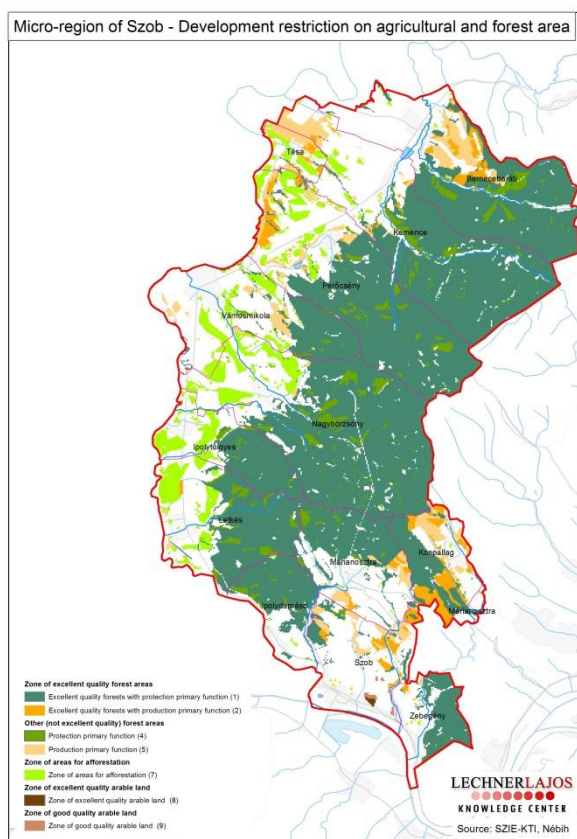 Micro-region of Szob - Development restriction on agricultural and forest area
Tésa
Bernecebaráti
Kemence
Perőcsény
Vámosmikola
Nagybörzsöny
Ipolytölgyes
Letkés
Kóspallag
Márianosztra
Márianosztra
Ipolydamásd
Szob
Zebegény
Zone of excellent quality forest areas
Excellent quality forests with protection primary function (1)
Excellent quality forests with production primary function (2)
Other (not excellent quality) forest areas
Protection primary function (4)
Production primary function (5)
Zone of areas for afforestation
Zone of areas for afforestation (7)
Zone of excellent quality arable land
Zone of excellent quality arable land (8)
Zone of good quality arable land
Zone of good quality arable land (9)
LECHNERLAJOS
KNOWLEDGE CENTER
Source: SZIE-KTI, Nébih